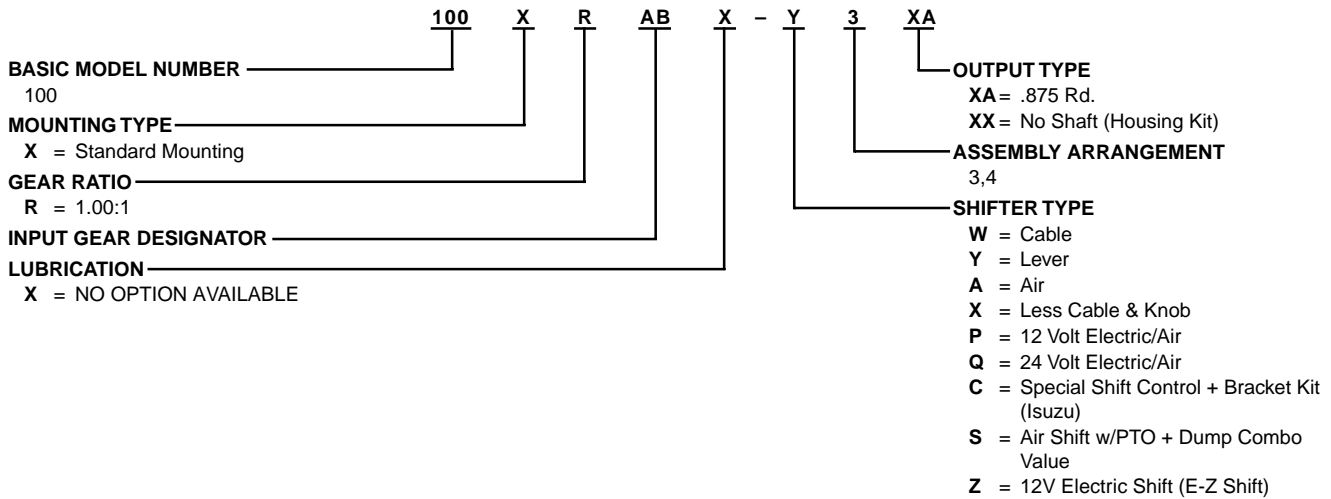 100 X R AB X – Y 3 XA
BASIC MODEL NUMBER
100
MOUNTING TYPE
X = Standard Mounting
GEAR RATIO
R = 1.00:1
INPUT GEAR DESIGNATOR
LUBRICATION
X = NO OPTION AVAILABLE
OUTPUT TYPE
XA = .875 Rd.
XX = No Shaft (Housing Kit)
ASSEMBLY ARRANGEMENT
3,4
SHIFTER TYPE
W = Cable
Y = Lever
A = Air
X = Less Cable & Knob
P = 12 Volt Electric/Air
Q = 24 Volt Electric/Air
C = Special Shift Control + Bracket Kit
(Isuzu)
S = Air Shift w/PTO + Dump Combo
Value
Z = 12V Electric Shift (E-Z Shift)